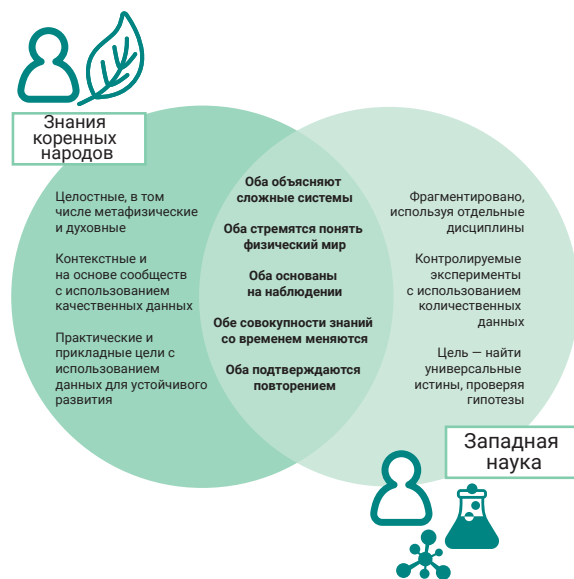 Знания
коренных
народов
Целостные, в том
числе метафизические
и духовные
Контекстные и
на основе сообществ
с использованием
качественных данных
Практические и
прикладные цели с
использованием
данных для устойчивого
развития
Оба объясняют
сложные системы
Оба стремятся понять
физический мир
Оба основаны
на наблюдении
Обе совокупности знаний
со временем меняются
Оба подтверждаются
повторением
Фрагментировано,
используя отдельные
дисциплины
Контролируемые
эксперименты
с использованием
количественных
данных
Цель — найти
универсальные
истины, проверяя
гипотезы
Западная
наука